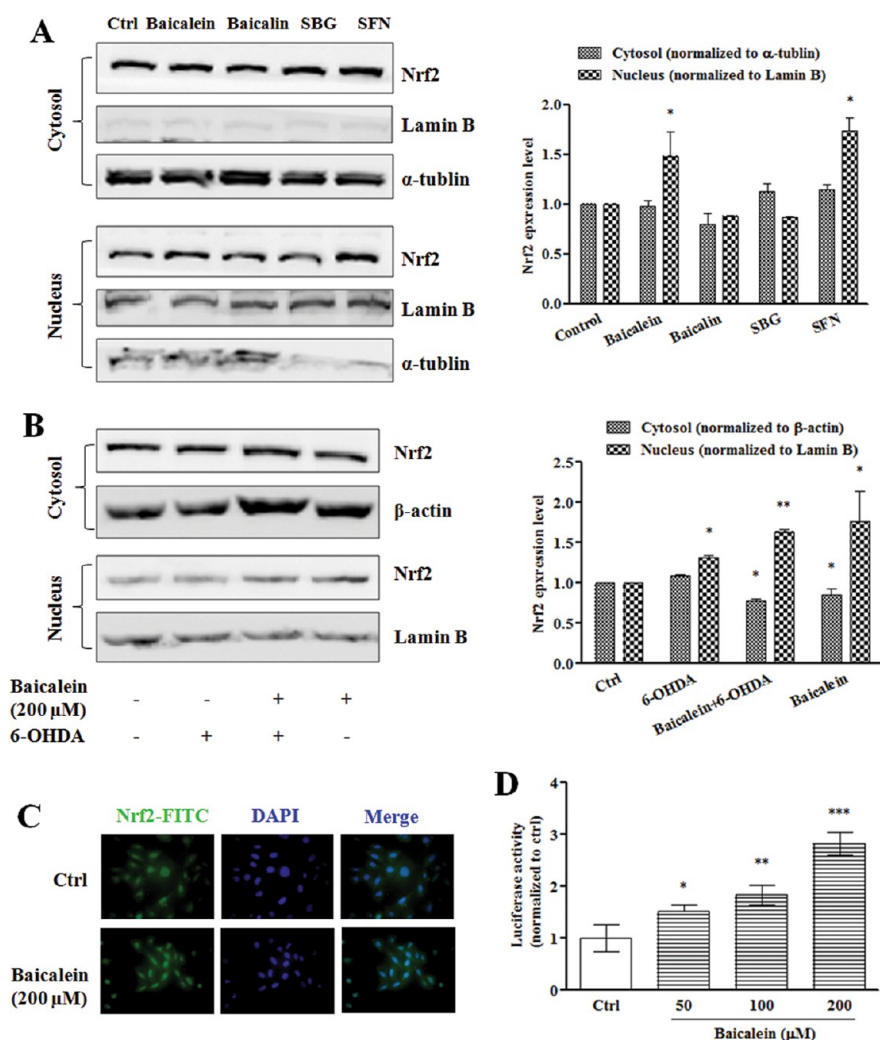 A
Ctrl Baicalein Baicalin SBG SFN
Cytosol
Nrf2
Lamin B
α-tublin
Nucleus
Nrf2
Lamin B
α-tublin
Cytosol (normalized to α-tublin)
Nucleus (normalized to Lamin B)
Nrf2 epxression level
2.0
1.5
1.0
0.5
0.0
* *
Control Baicalein Baicalin SBG SFN
B
Cytosol
Nrf2
β-actin
Nucleus
Nrf2
Lamin B
Baicalein
(200 μM) - - + +
6-OHDA - + + -
Cytosol (normalized to β-actin)
Nucleus (normalized to Lamin B)
Nrf2 epxression level
2.5
2.0
1.5
1.0
0.5
0.0
* * ** * *
Ctrl 6-OHDA Baicalein+6-OHDA Baicalein
C
Nrf2-FITC DAPI Merge
Ctrl
Baicalein
(200 μM)
D
Luciferase activity
(normalized to ctrl)
4
3
2
1
0
* ** ***
Ctrl 50 100 200
Baicalein (μM)